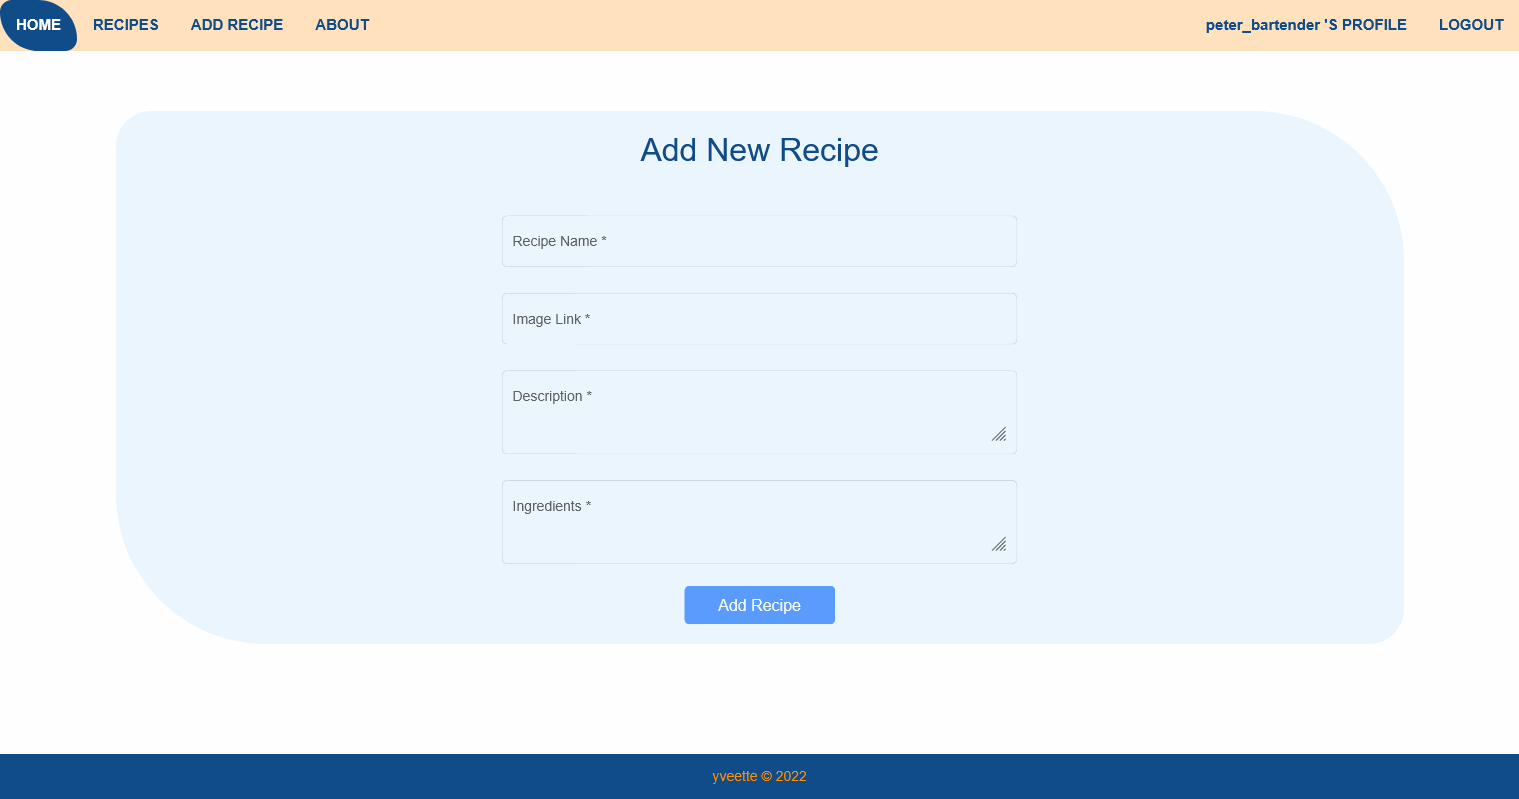 HOME RECIPES ADD RECIPE ABOUT peter_bartender 'S PROFILE LOGOUT
Add New Recipe
Recipe Name *
Image Link *
Description *
Ingredients *
Add Recipe
yveette © 2022